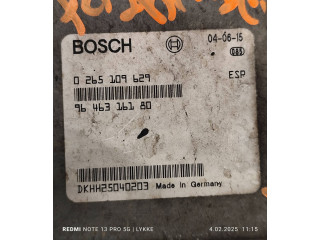 BOSCH
04-06-15
0 265 109 629
ESP
96 463 161 80
DKHH25040203 Made in Germany
REDMI NOTE 13 PRO 5G | LYKKE
4.02.2025 11:15